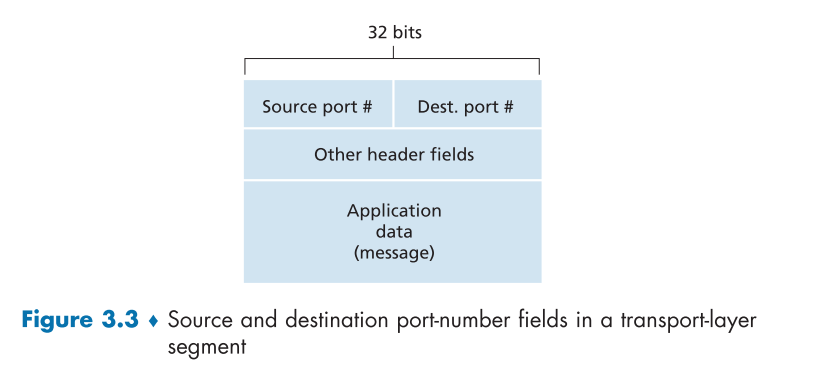 32 bits
Source port #
Dest. port #
Other header fields
Application
data
(message)
Figure 3.3 ♦ Source and destination port-number fields in a transport-layer
segment